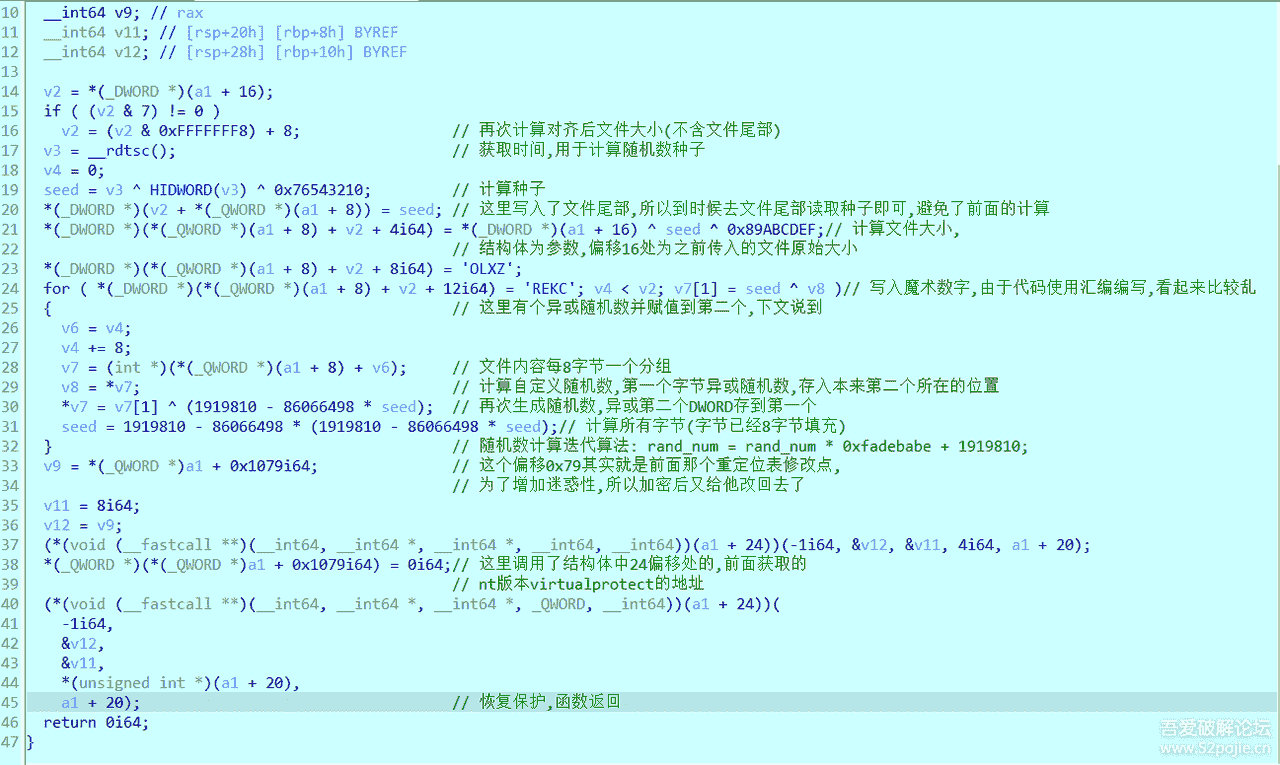 10 __int64 v9; // rax
11 __int64 v11; // [rsp+20h] [rbp+8h] BYREF
12 __int64 v12; // [rsp+28h] [rbp+10h] BYREF
13
14 v2 = *(_DWORD *)(a1 + 16);
15 if ( (v2 & 7) != 0 )
16 v2 = (v2 & 0xFFFFFFF8) + 8; // 再次计算对齐后文件大小(不含文件尾部)
17 v3 = __rdtsc(); // 获取时间,用于计算随机数种子
18 v4 = 0;
19 seed = v3 ^ HIDWORD(v3) ^ 0x76543210; // 计算种子
20 *(_DWORD *)(v2 + *(_QWORD *)(a1 + 8)) = seed; // 这里写入了文件尾部,所以到时候去文件尾部读取种子即可,避免了前面的计算
21 *(_DWORD *)(*(_QWORD *)(a1 + 8) + v2 + 4i64) = *(_DWORD *)(a1 + 16) ^ seed ^ 0x89ABCDEF;// 计算文件大小,
22 // 结构体为参数,偏移16处为之前传入的文件原始大小
23 *(_DWORD *)(*(_QWORD *)(a1 + 8) + v2 + 8i64) = 'OLXZ';
24 for ( *(_DWORD *)(*(_QWORD *)(a1 + 8) + v2 + 12i64) = 'REKC'; v4 < v2; v7[1] = seed ^ v8 )// 写入魔术数字,由于代码使用汇编编写,看起来比较乱
25 { // 这里有个异或随机数并赋值到第二个,下文说到
26 v6 = v4;
27 v4 += 8;
28 v7 = (int *)(*(_QWORD *)(a1 + 8) + v6); // 文件内容每8字节一个分组
29 v8 = *v7; // 计算自定义随机数,第一个字节异或随机数,存入本来第二个所在的位置
30 *v7 = v7[1] ^ (1919810 - 86066498 * seed); // 再次生成随机数,异或第二个DWORD存到第一个
31 seed = 1919810 - 86066498 * (1919810 - 86066498 * seed);// 计算所有字节(字节已经8字节填充)
32 } // 随机数计算迭代算法: rand_num = rand_num * 0xfadebabe + 1919810;
33 v9 = *(_QWORD *)a1 + 0x1079i64; // 这个偏移0x79其实就是前面那个重定位表修改点,
34 // 为了增加迷惑性,所以加密后又给他改回去了
35 v11 = 8i64;
36 v12 = v9;
37 (*(void (__fastcall **)(__int64, __int64 *, __int64 *, __int64, __int64))(a1 + 24))(-1i64, &v12, &v11, 4i64, a1 + 20);
38 *(_QWORD *)(*(_QWORD *)a1 + 0x1079i64) = 0i64;// 这里调用了结构体中24偏移处的,前面获取的
39 // nt版本virtualprotect的地址
40 (*(void (__fastcall **)(__int64, __int64 *, __int64 *, _QWORD, __int64))(a1 + 24))(
41 -1i64,
42 &v12,
43 &v11,
44 *(unsigned int *)(a1 + 20),
45 a1 + 20); // 恢复保护,函数返回
46 return 0i64;
47 }
吾爱破解论坛
www.52pojie.cn